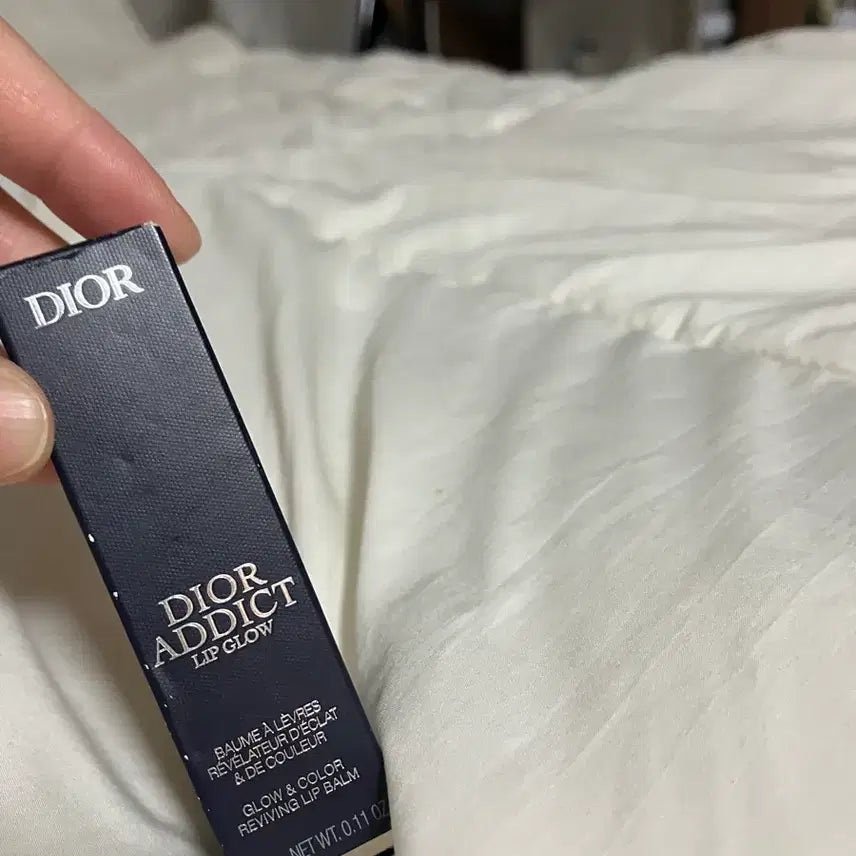 DIOR
DIOR
ADDICT
LIP GLOW
BAUME À LÈVRES
RÉVÉLATEUR D'ÉCLAT
& DE COULEUR
GLOW & COLOR
REVIVING LIP BALM
NET WT. 0.11 OZ